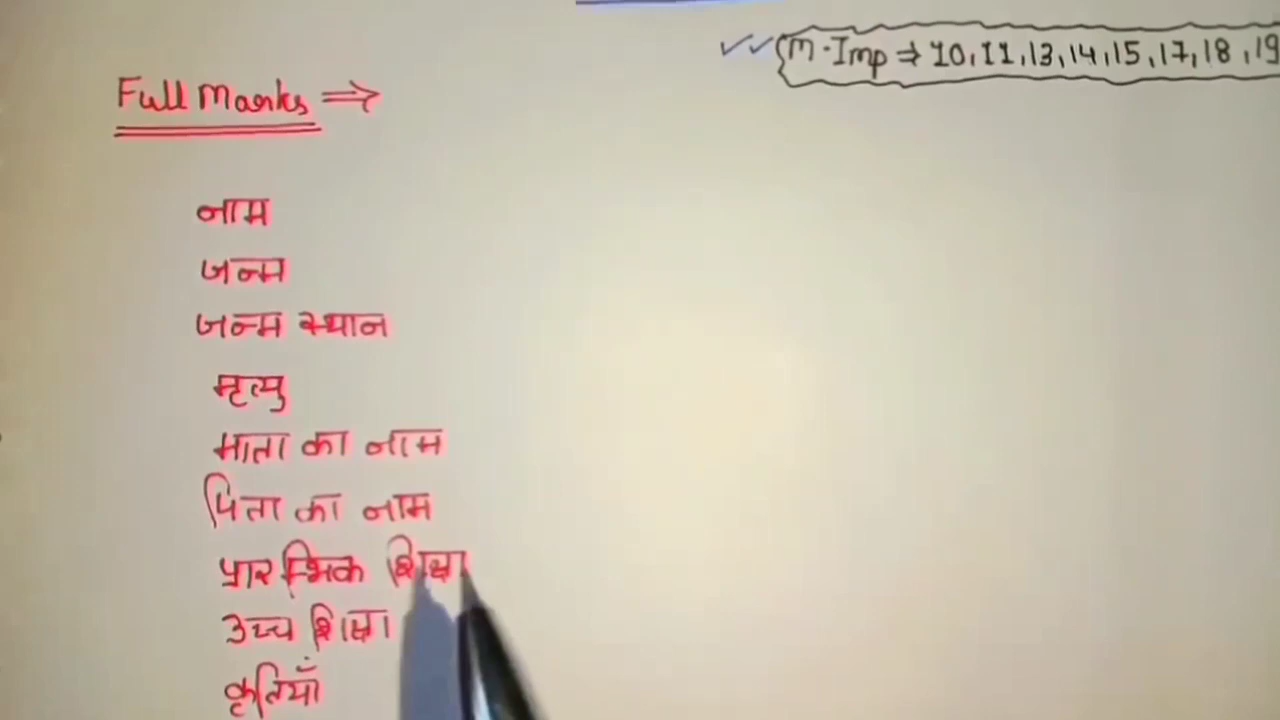 M.Imp ⇒ 10,11,13,14,15,17,18,19
Full Marks ⇒
नाम
जन्म
जन्म स्थान
मृत्यु
माता का नाम
पिता का नाम
प्रारम्भिक शिक्षा
उच्च शिक्षा
कृतियाँ